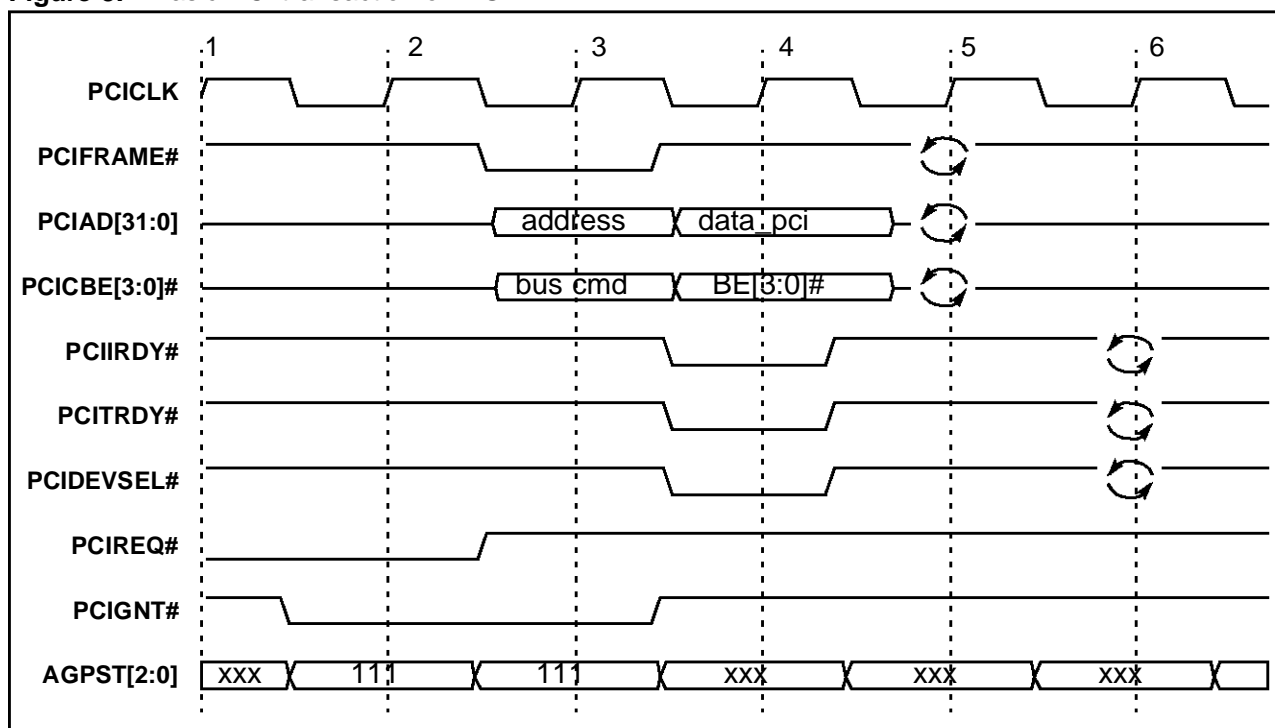 1 2 3 4 5 6
PCICLK
PCIFRAME#
PCIAD[31:0] address data_pci
PCICBE[3:0]# bus cmd BE[3:0]#
PCIIRDY#
PCITRDY#
PCIDEVSEL#
PCIREQ#
PCIGNT#
AGPST[2:0] xxx 111 111 xxx xxx xxx